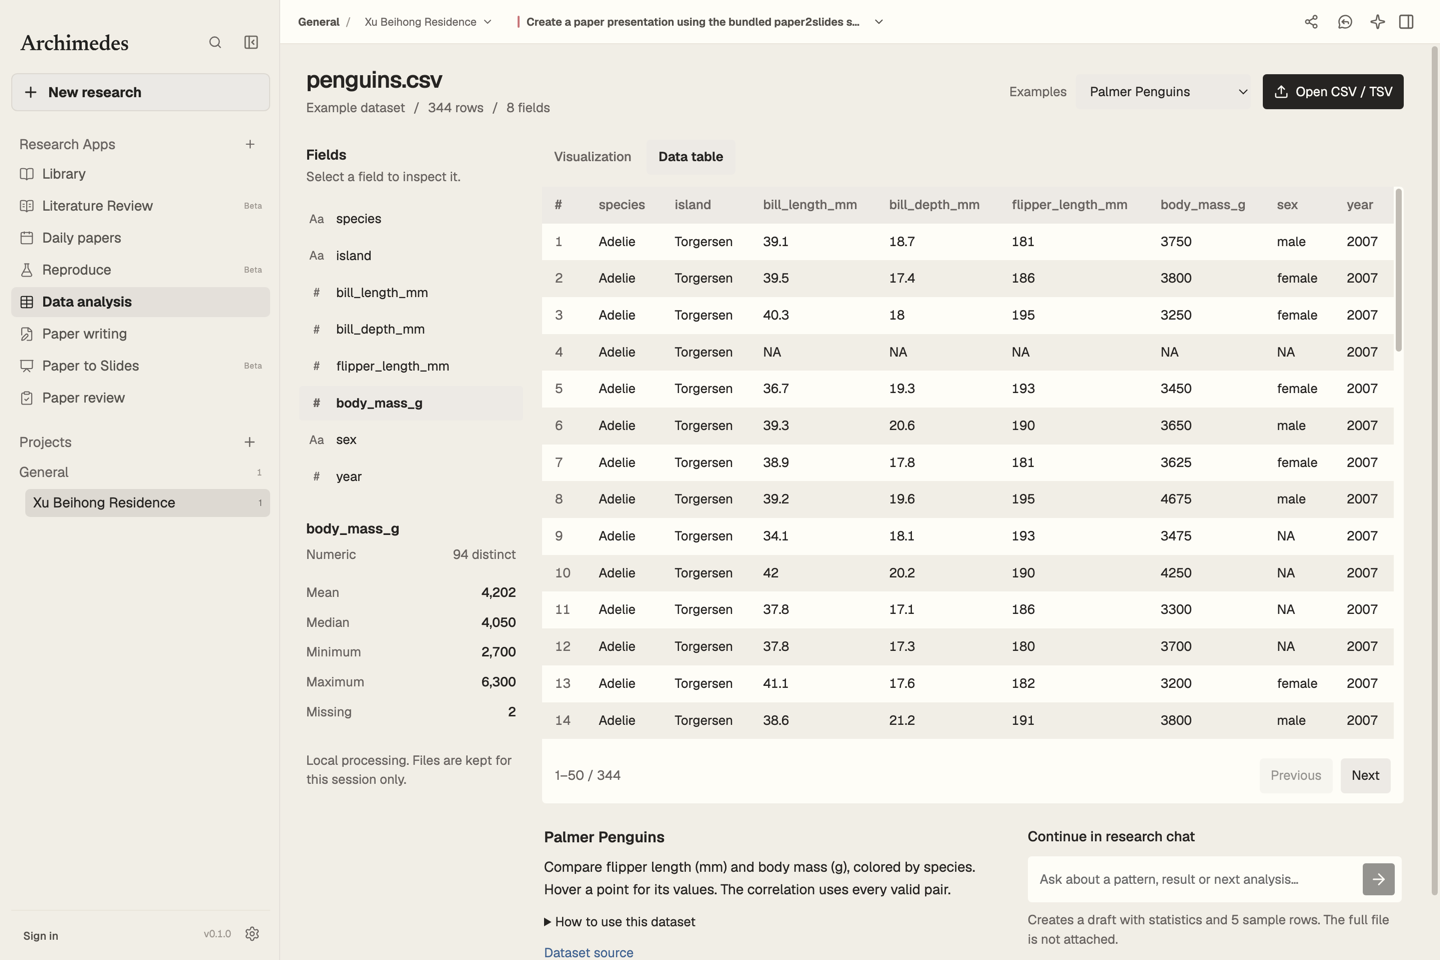 Archimedes
New research
Research Apps
Library
Literature Review Beta
Daily papers
Reproduce Beta
Data analysis
Paper writing
Paper to Slides Beta
Paper review
Projects
General 1
Xu Beihong Residence 1
Sign in v0.1.0
General / Xu Beihong Residence Create a paper presentation using the bundled paper2slides s...
penguins.csv
Example dataset / 344 rows / 8 fields
Examples Palmer Penguins Open CSV / TSV
Fields
Select a field to inspect it.
Aa species
Aa island
# bill_length_mm
# bill_depth_mm
# flipper_length_mm
# body_mass_g
Aa sex
# year
body_mass_g
Numeric 94 distinct
Mean 4,202
Median 4,050
Minimum 2,700
Maximum 6,300
Missing 2
Local processing. Files are kept for
this session only.
Visualization Data table
# species island bill_length_mm bill_depth_mm flipper_length_mm body_mass_g sex year
1 Adelie Torgersen 39.1 18.7 181 3750 male 2007
2 Adelie Torgersen 39.5 17.4 186 3800 female 2007
3 Adelie Torgersen 40.3 18 195 3250 female 2007
4 Adelie Torgersen NA NA NA NA NA 2007
5 Adelie Torgersen 36.7 19.3 193 3450 female 2007
6 Adelie Torgersen 39.3 20.6 190 3650 male 2007
7 Adelie Torgersen 38.9 17.8 181 3625 female 2007
8 Adelie Torgersen 39.2 19.6 195 4675 male 2007
9 Adelie Torgersen 34.1 18.1 193 3475 NA 2007
10 Adelie Torgersen 42 20.2 190 4250 NA 2007
11 Adelie Torgersen 37.8 17.1 186 3300 NA 2007
12 Adelie Torgersen 37.8 17.3 180 3700 NA 2007
13 Adelie Torgersen 41.1 17.6 182 3200 female 2007
14 Adelie Torgersen 38.6 21.2 191 3800 male 2007
1–50 / 344 Previous Next
Palmer Penguins
Compare flipper length (mm) and body mass (g), colored by species.
Hover a point for its values. The correlation uses every valid pair.
How to use this dataset
Dataset source
Continue in research chat
Ask about a pattern, result or next analysis...
Creates a draft with statistics and 5 sample rows. The full file
is not attached.